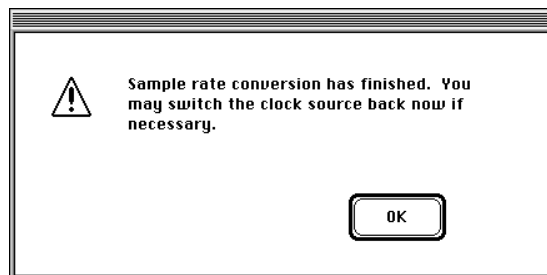 Sample rate conversion has finished.  You
may switch the clock source back now if
necessary.
OK